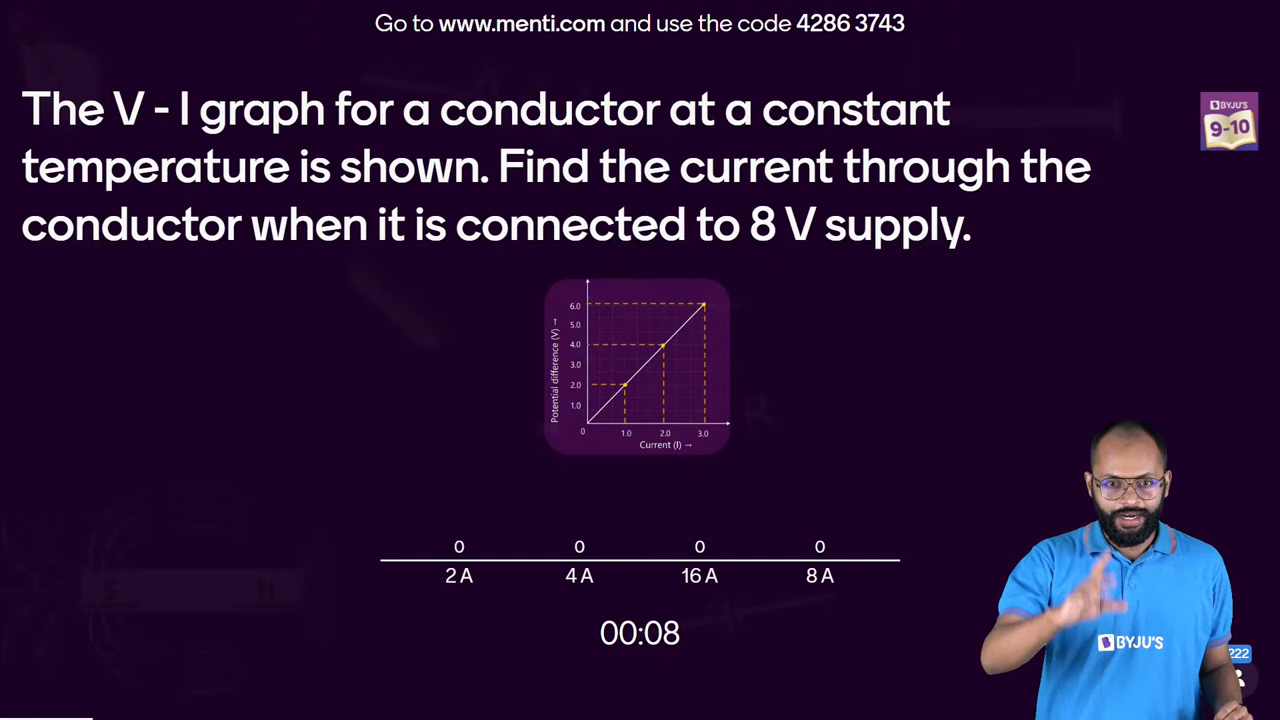 Go to www.menti.com and use the code 4286 3743
The V - I graph for a conductor at a constant
temperature is shown. Find the current through the
conductor when it is connected to 8 V supply.
BYJU'S
9-10
Potential difference (V) →
6.0
5.0
4.0
3.0
2.0
1.0
0
1.0 2.0 3.0
Current (I) →
0 0 0 0
2 A 4 A 16 A 8 A
00:08
BYJU'S
222